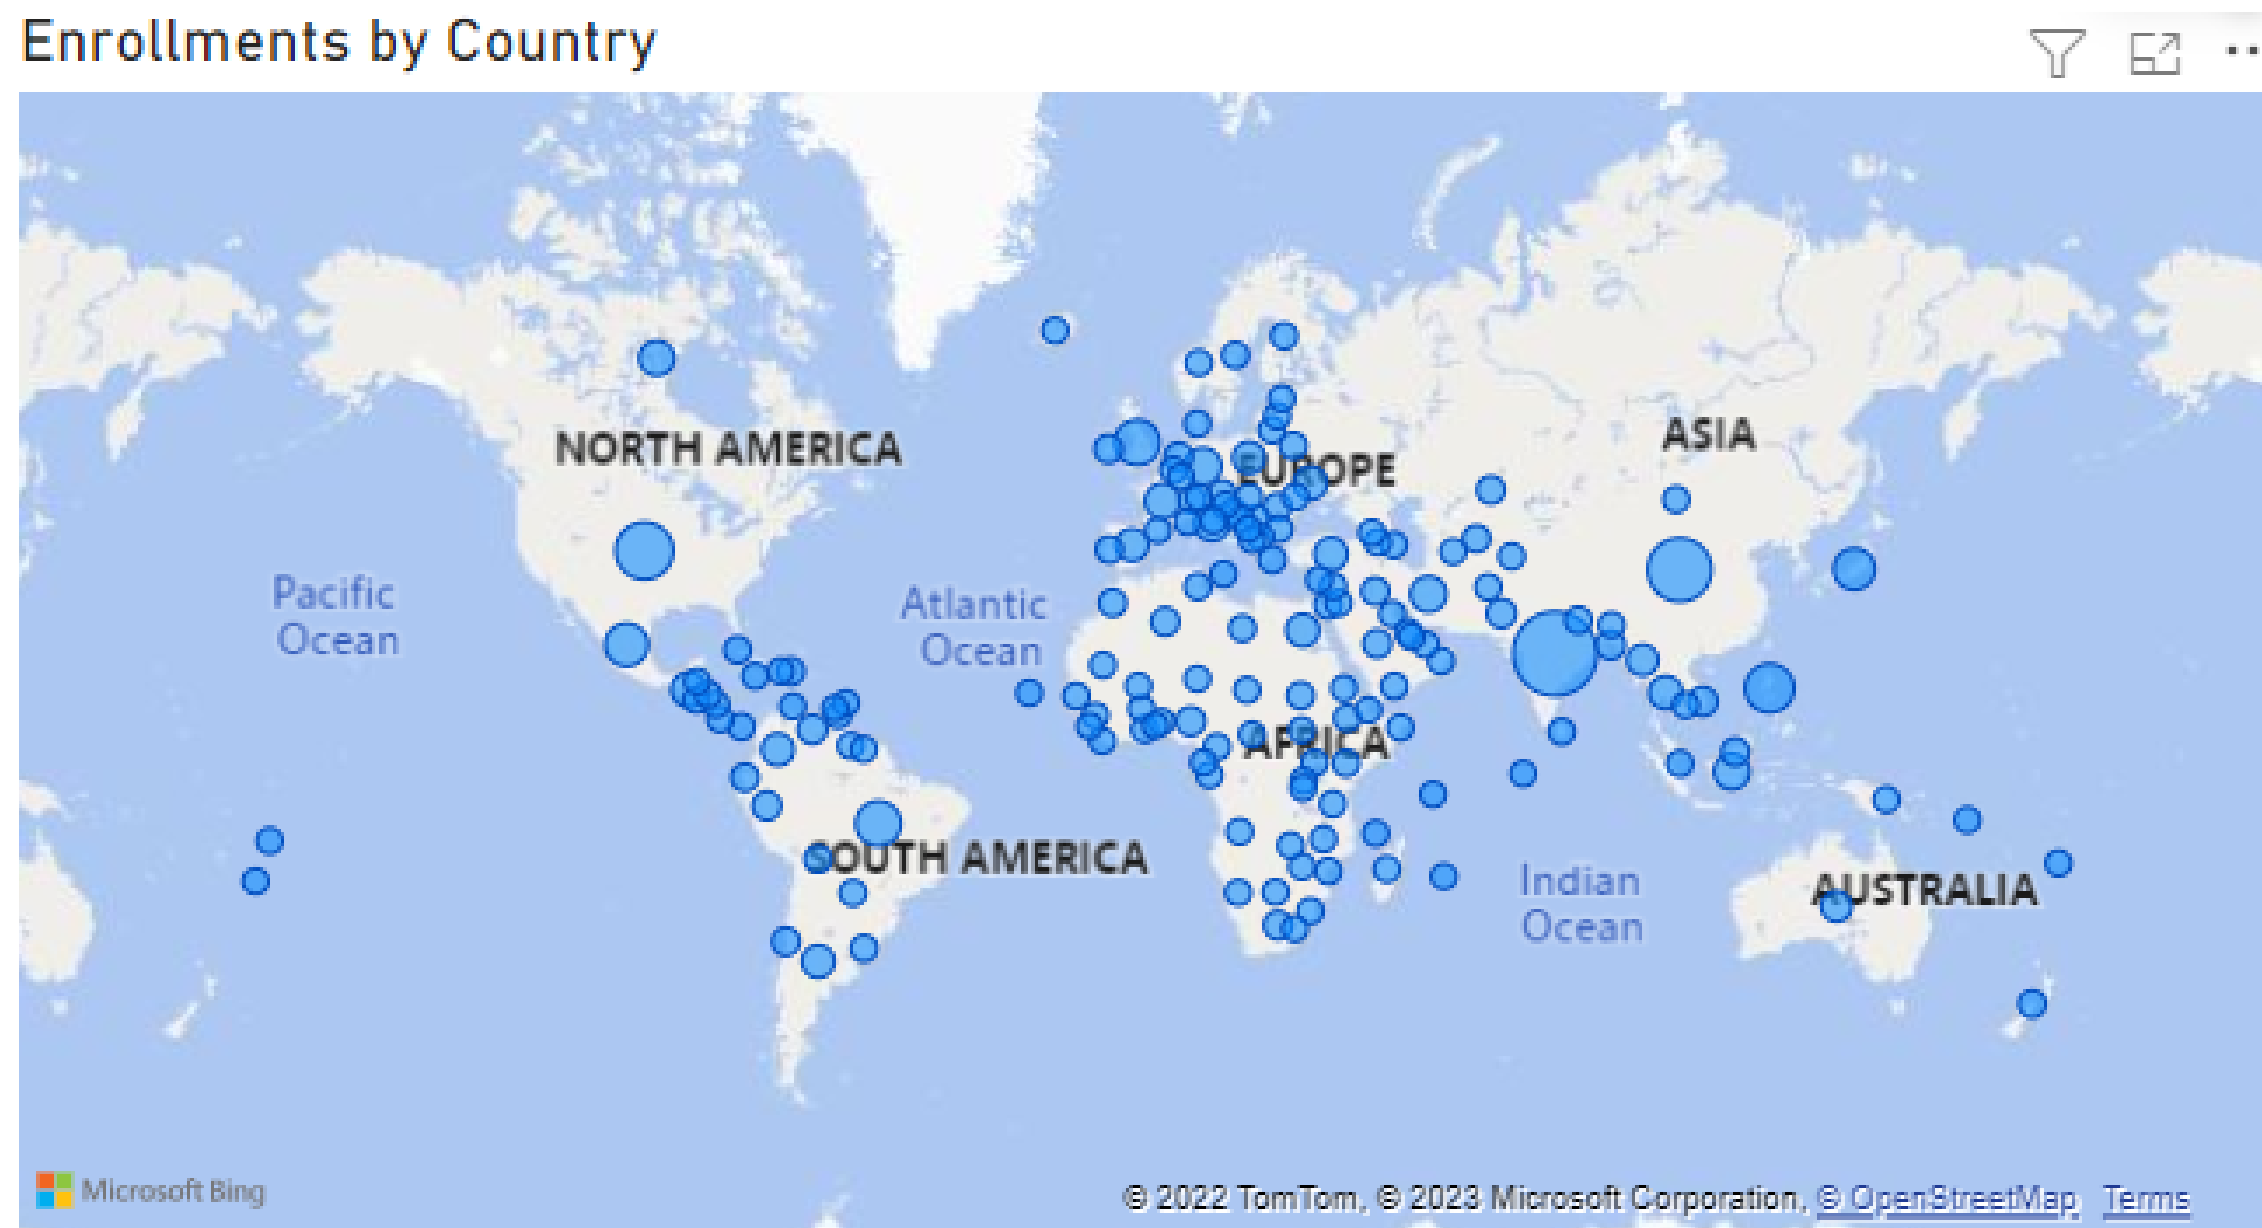 Enrollments by Country
NORTH AMERICA
ASIA
EUROPE
Pacific
Ocean
Atlantic
Ocean
AFRICA
SOUTH AMERICA
Indian
Ocean
AUSTRALIA
Microsoft Bing
© 2022 TomTom, © 2023 Microsoft Corporation, © OpenStreetMap Terms